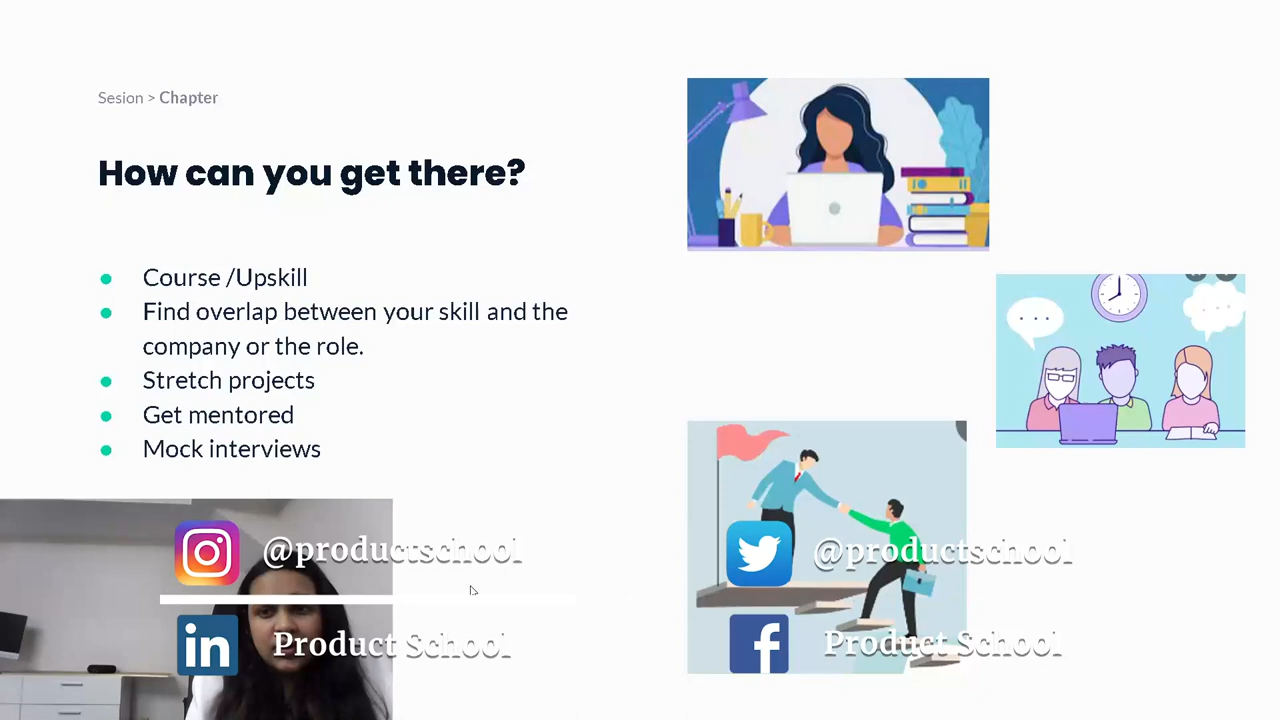 Sesion > Chapter
How can you get there?
Course /Upskill
Find overlap between your skill and the
company or the role.
Stretch projects
Get mentored
Mock interviews
@productschool
@productschool
Product School
Product School